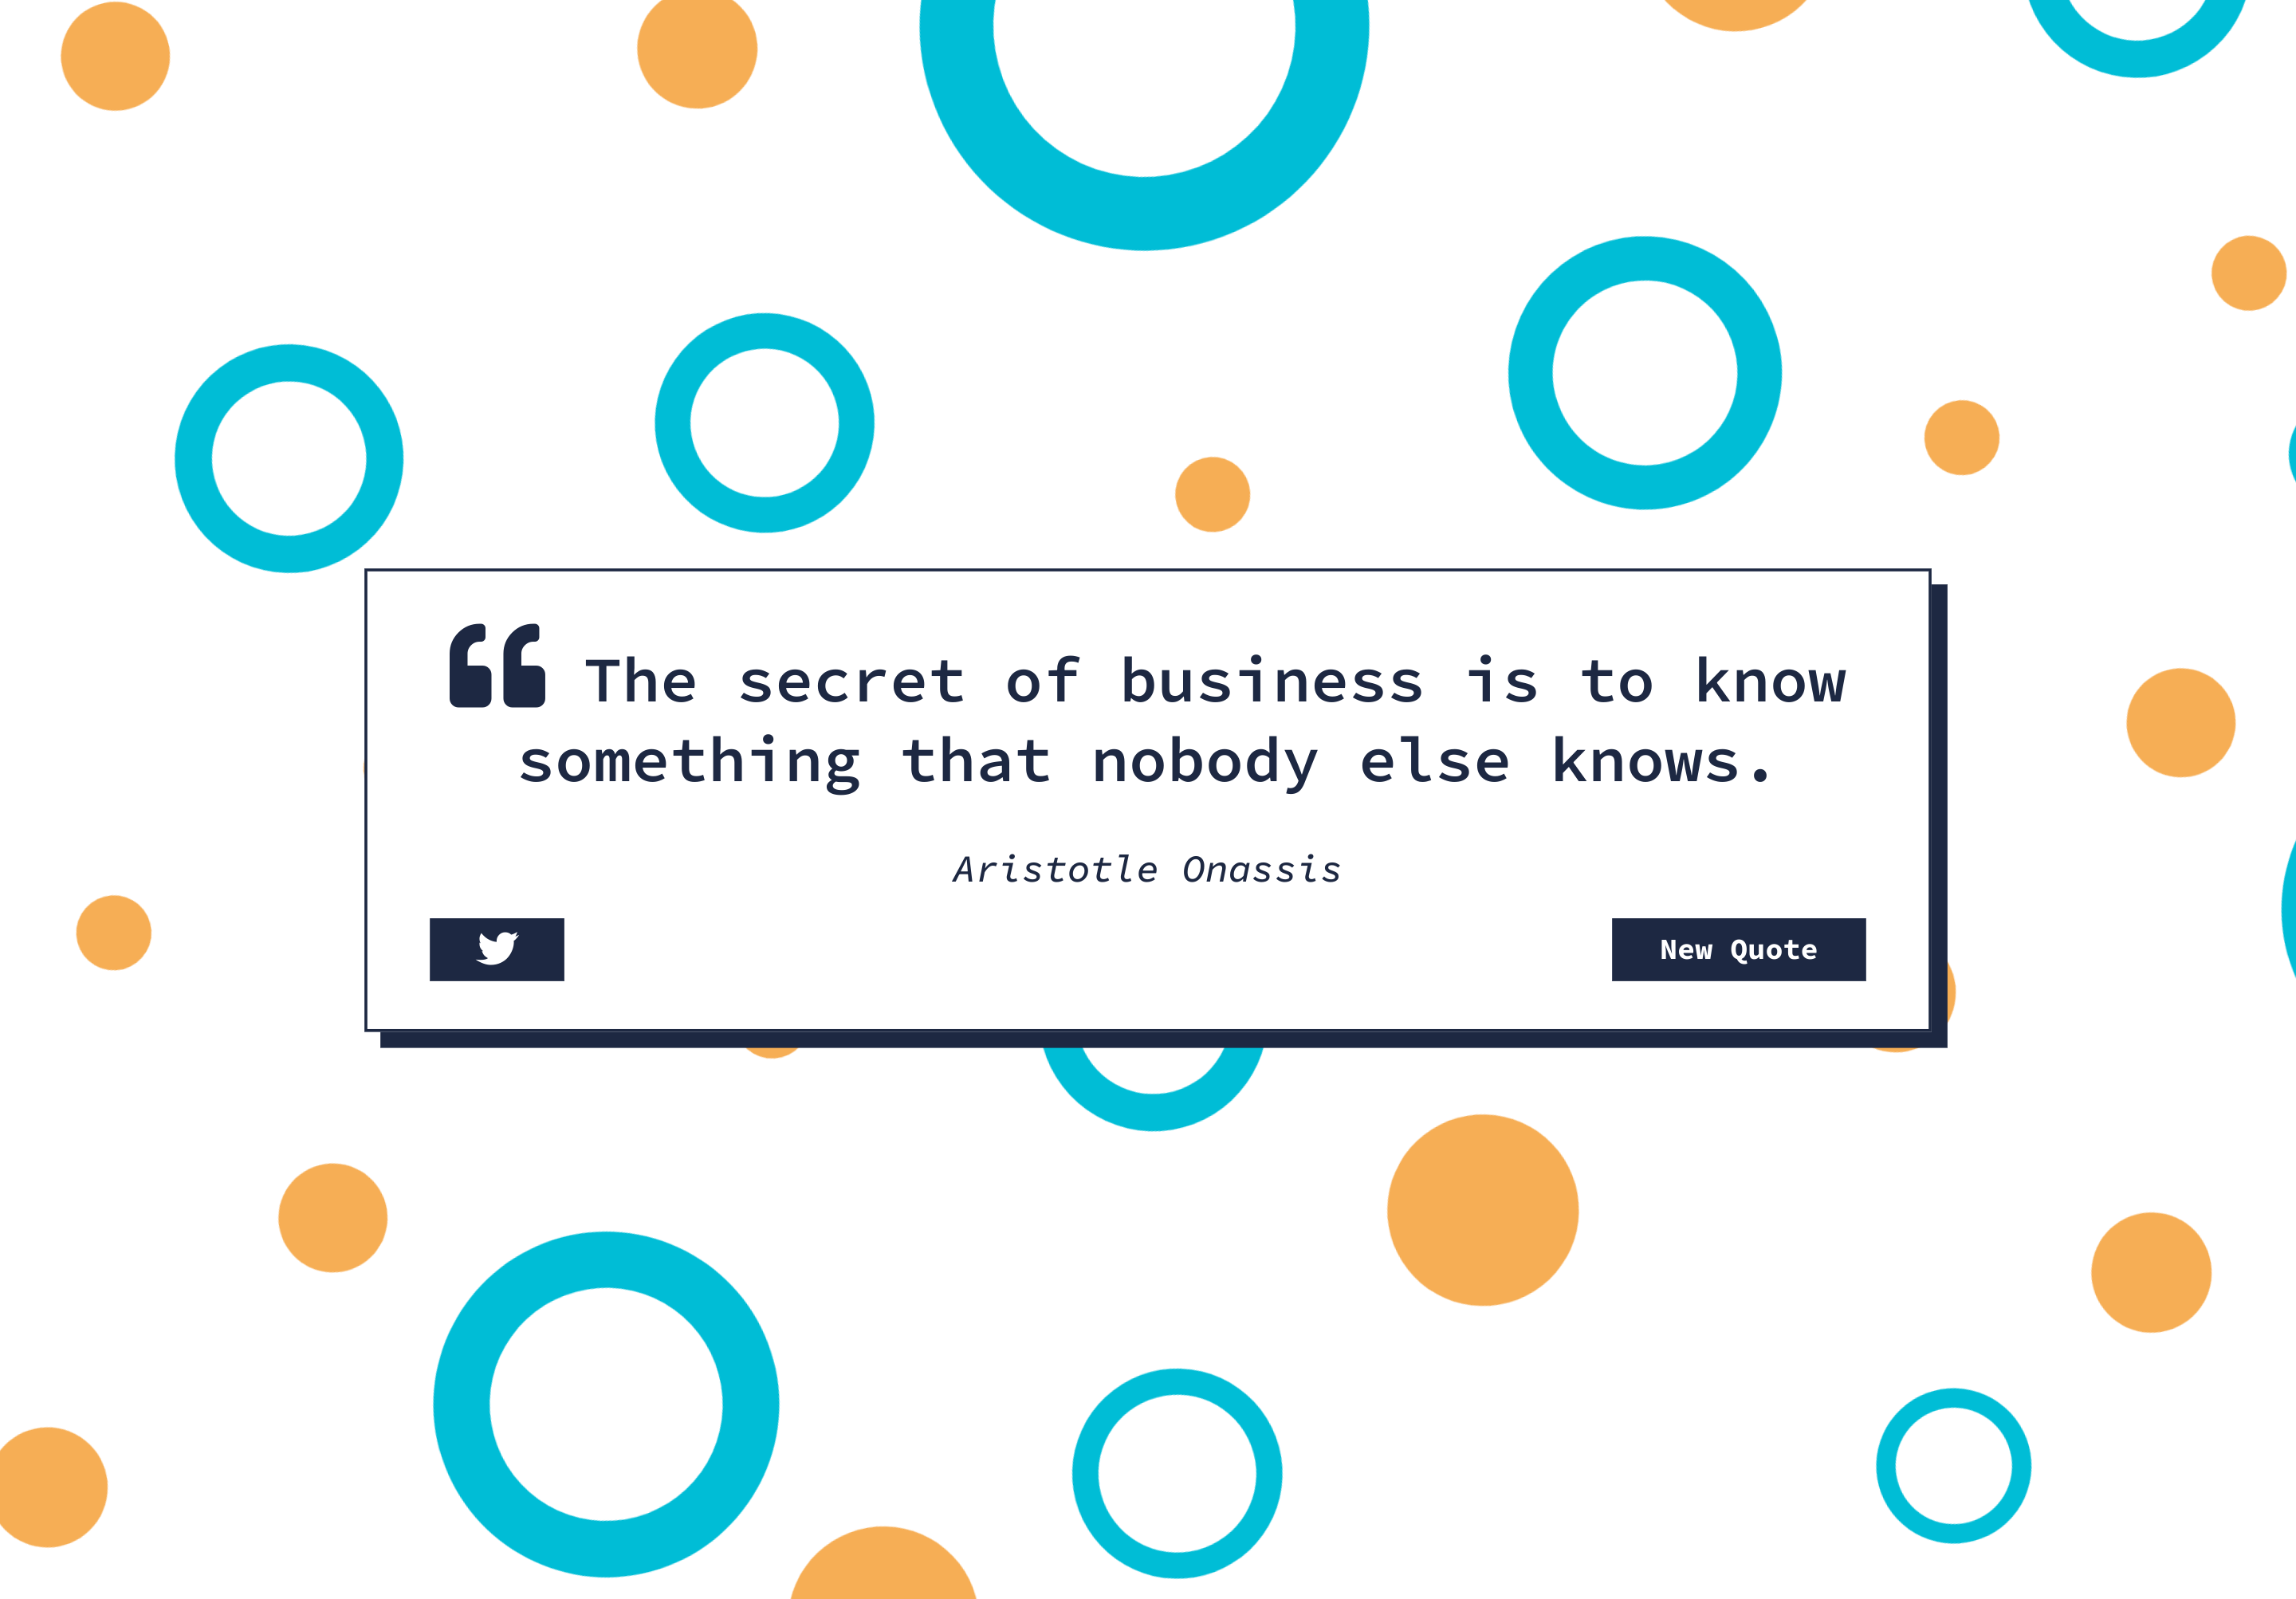 The secret of business is to know
something that nobody else knows.
Aristotle Onassis
New Quote